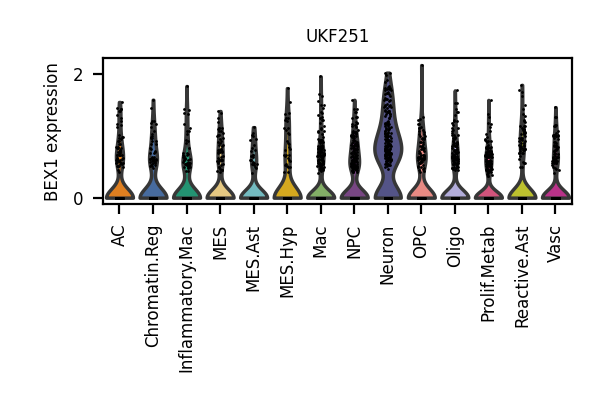 UKF251
BEX1 expression
2
0
AC
Chromatin.Reg
Inflammatory.Mac
MES
MES.Ast
MES.Hyp
Mac
NPC
Neuron
OPC
Oligo
Prolif.Metab
Reactive.Ast
Vasc